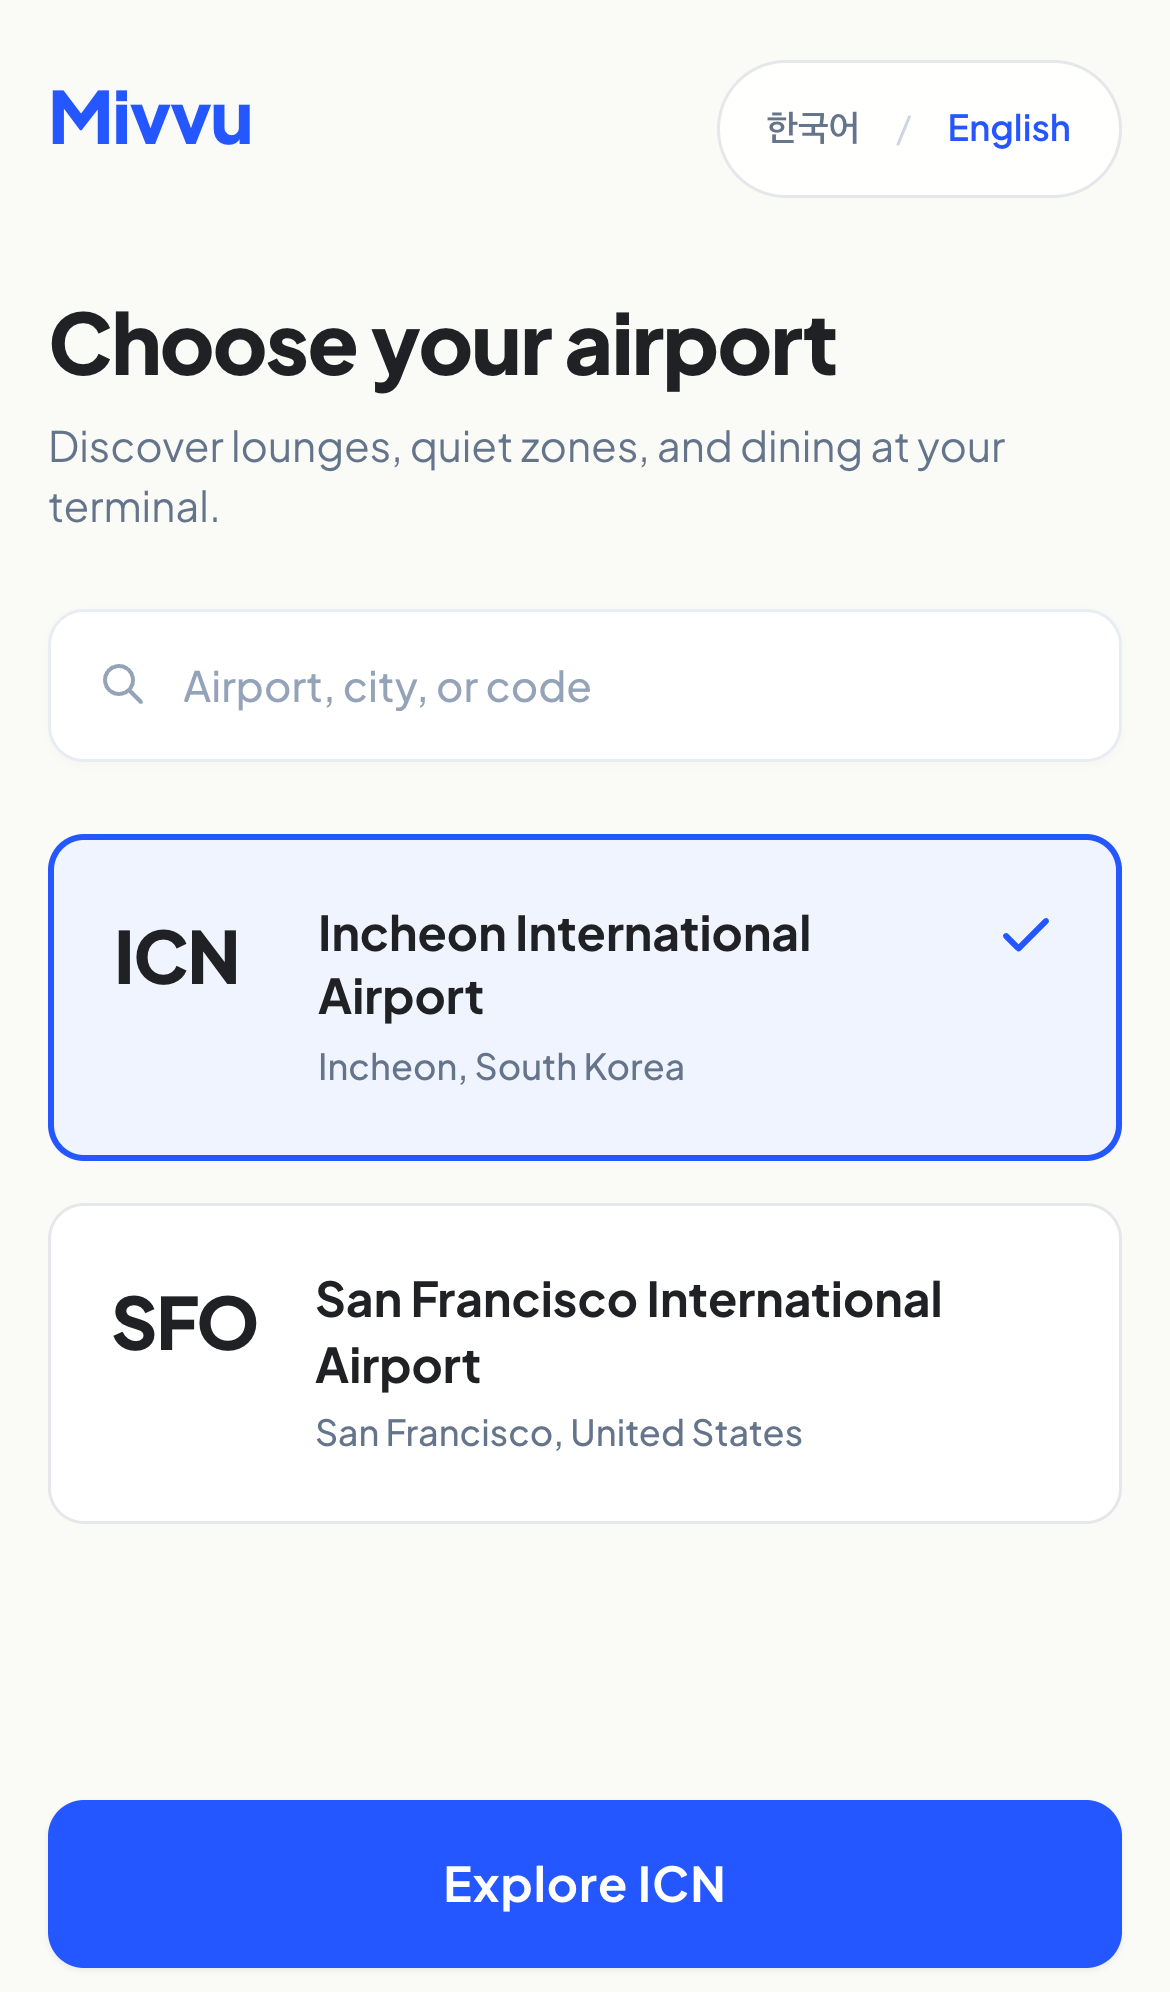 Mivvu
한국어 / English
Choose your airport
Discover lounges, quiet zones, and dining at your
terminal.
Airport, city, or code
ICN
Incheon International
Airport
Incheon, South Korea
SFO
San Francisco International
Airport
San Francisco, United States
Explore ICN